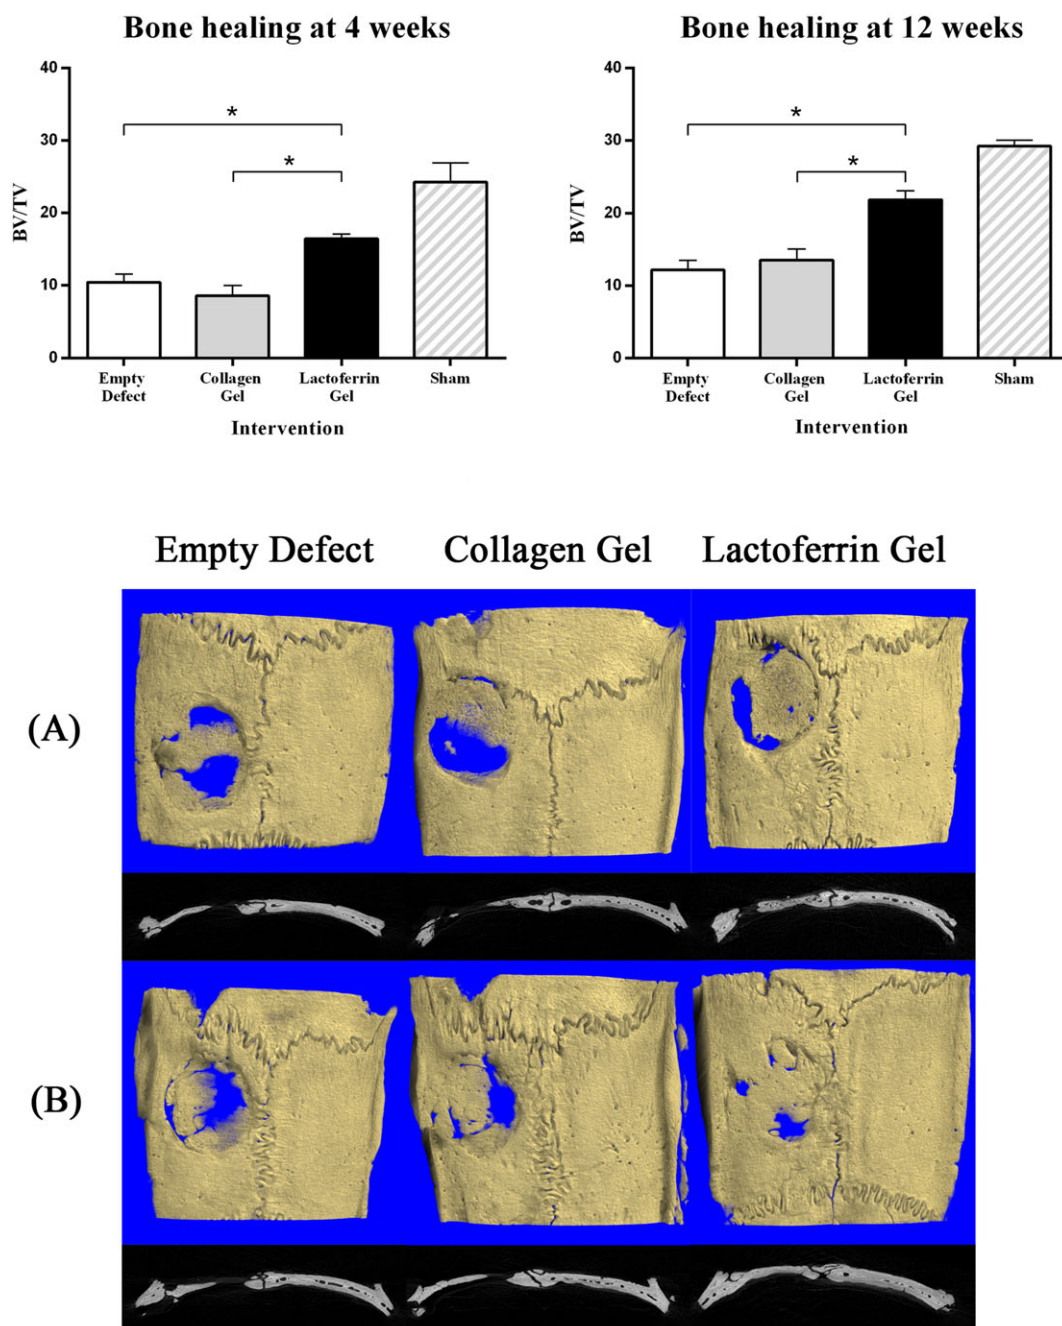 Bone healing at 4 weeks
40
30
20
10
0
BV/TV
*
*
Empty
Defect
Collagen
Gel
Lactoferrin
Gel
Sham
Intervention
Bone healing at 12 weeks
40
30
20
10
0
BV/TV
*
*
Empty
Defect
Collagen
Gel
Lactoferrin
Gel
Sham
Intervention
Empty Defect
Collagen Gel
Lactoferrin Gel
(A)
(B)